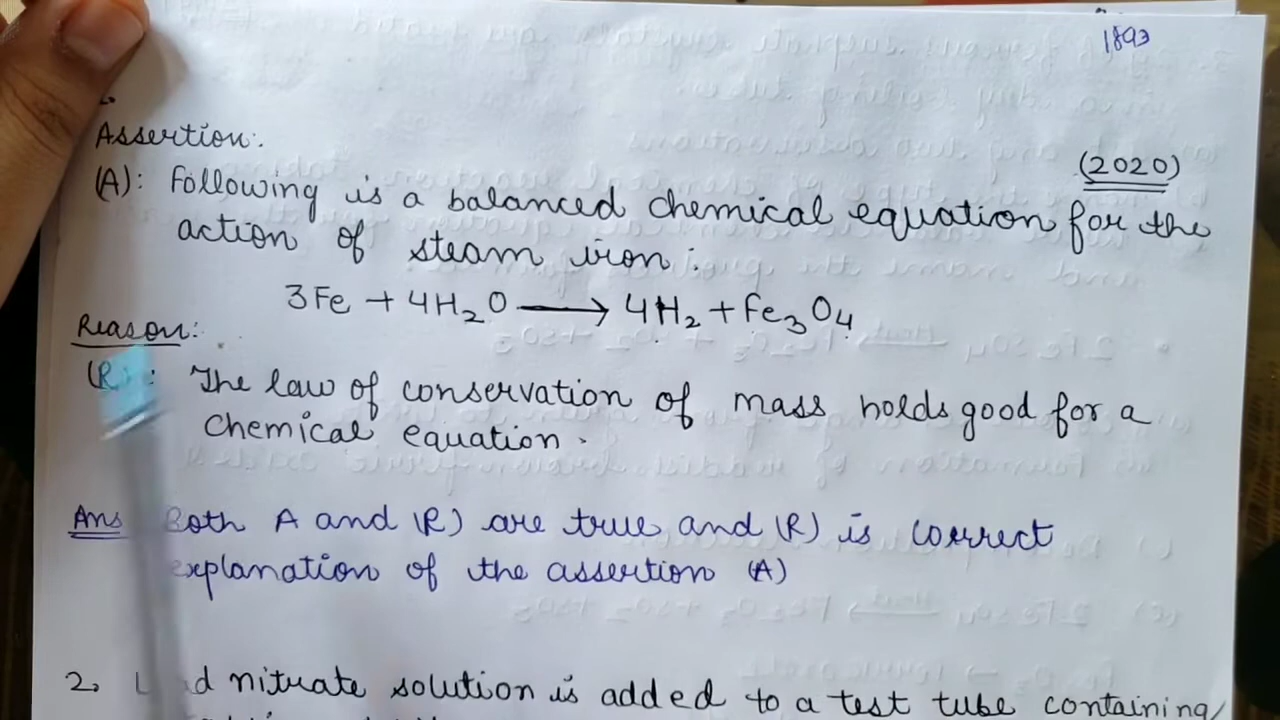 1893
Assertion:
(2020)
(A): Following is a balanced chemical equation for the
action of steam iron:
3Fe + 4H₂O ⟶ 4H₂ + Fe₃O₄
Reason:
(R): The law of conservation of mass holds good for a
chemical equation.
Ans Both A and (R) are true and (R) is correct
explanation of the assertion (A)
2. Lead nitrate solution is added to a test tube containing